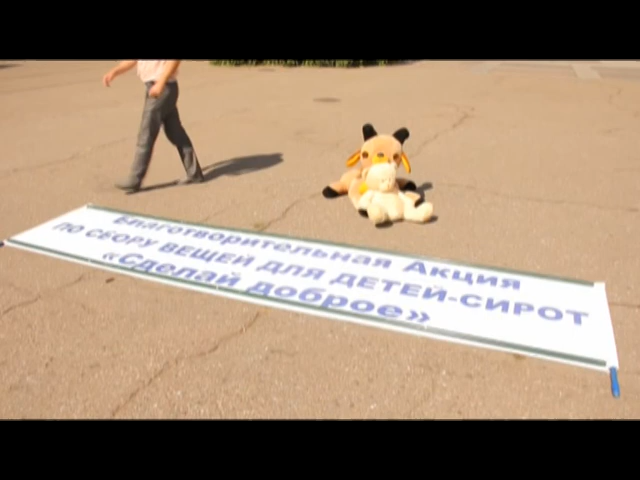 Благотворительная Акция
ПО СБОРУ ВЕЩЕЙ ДЛЯ ДЕТЕЙ-СИРОТ
«Сделай доброе»